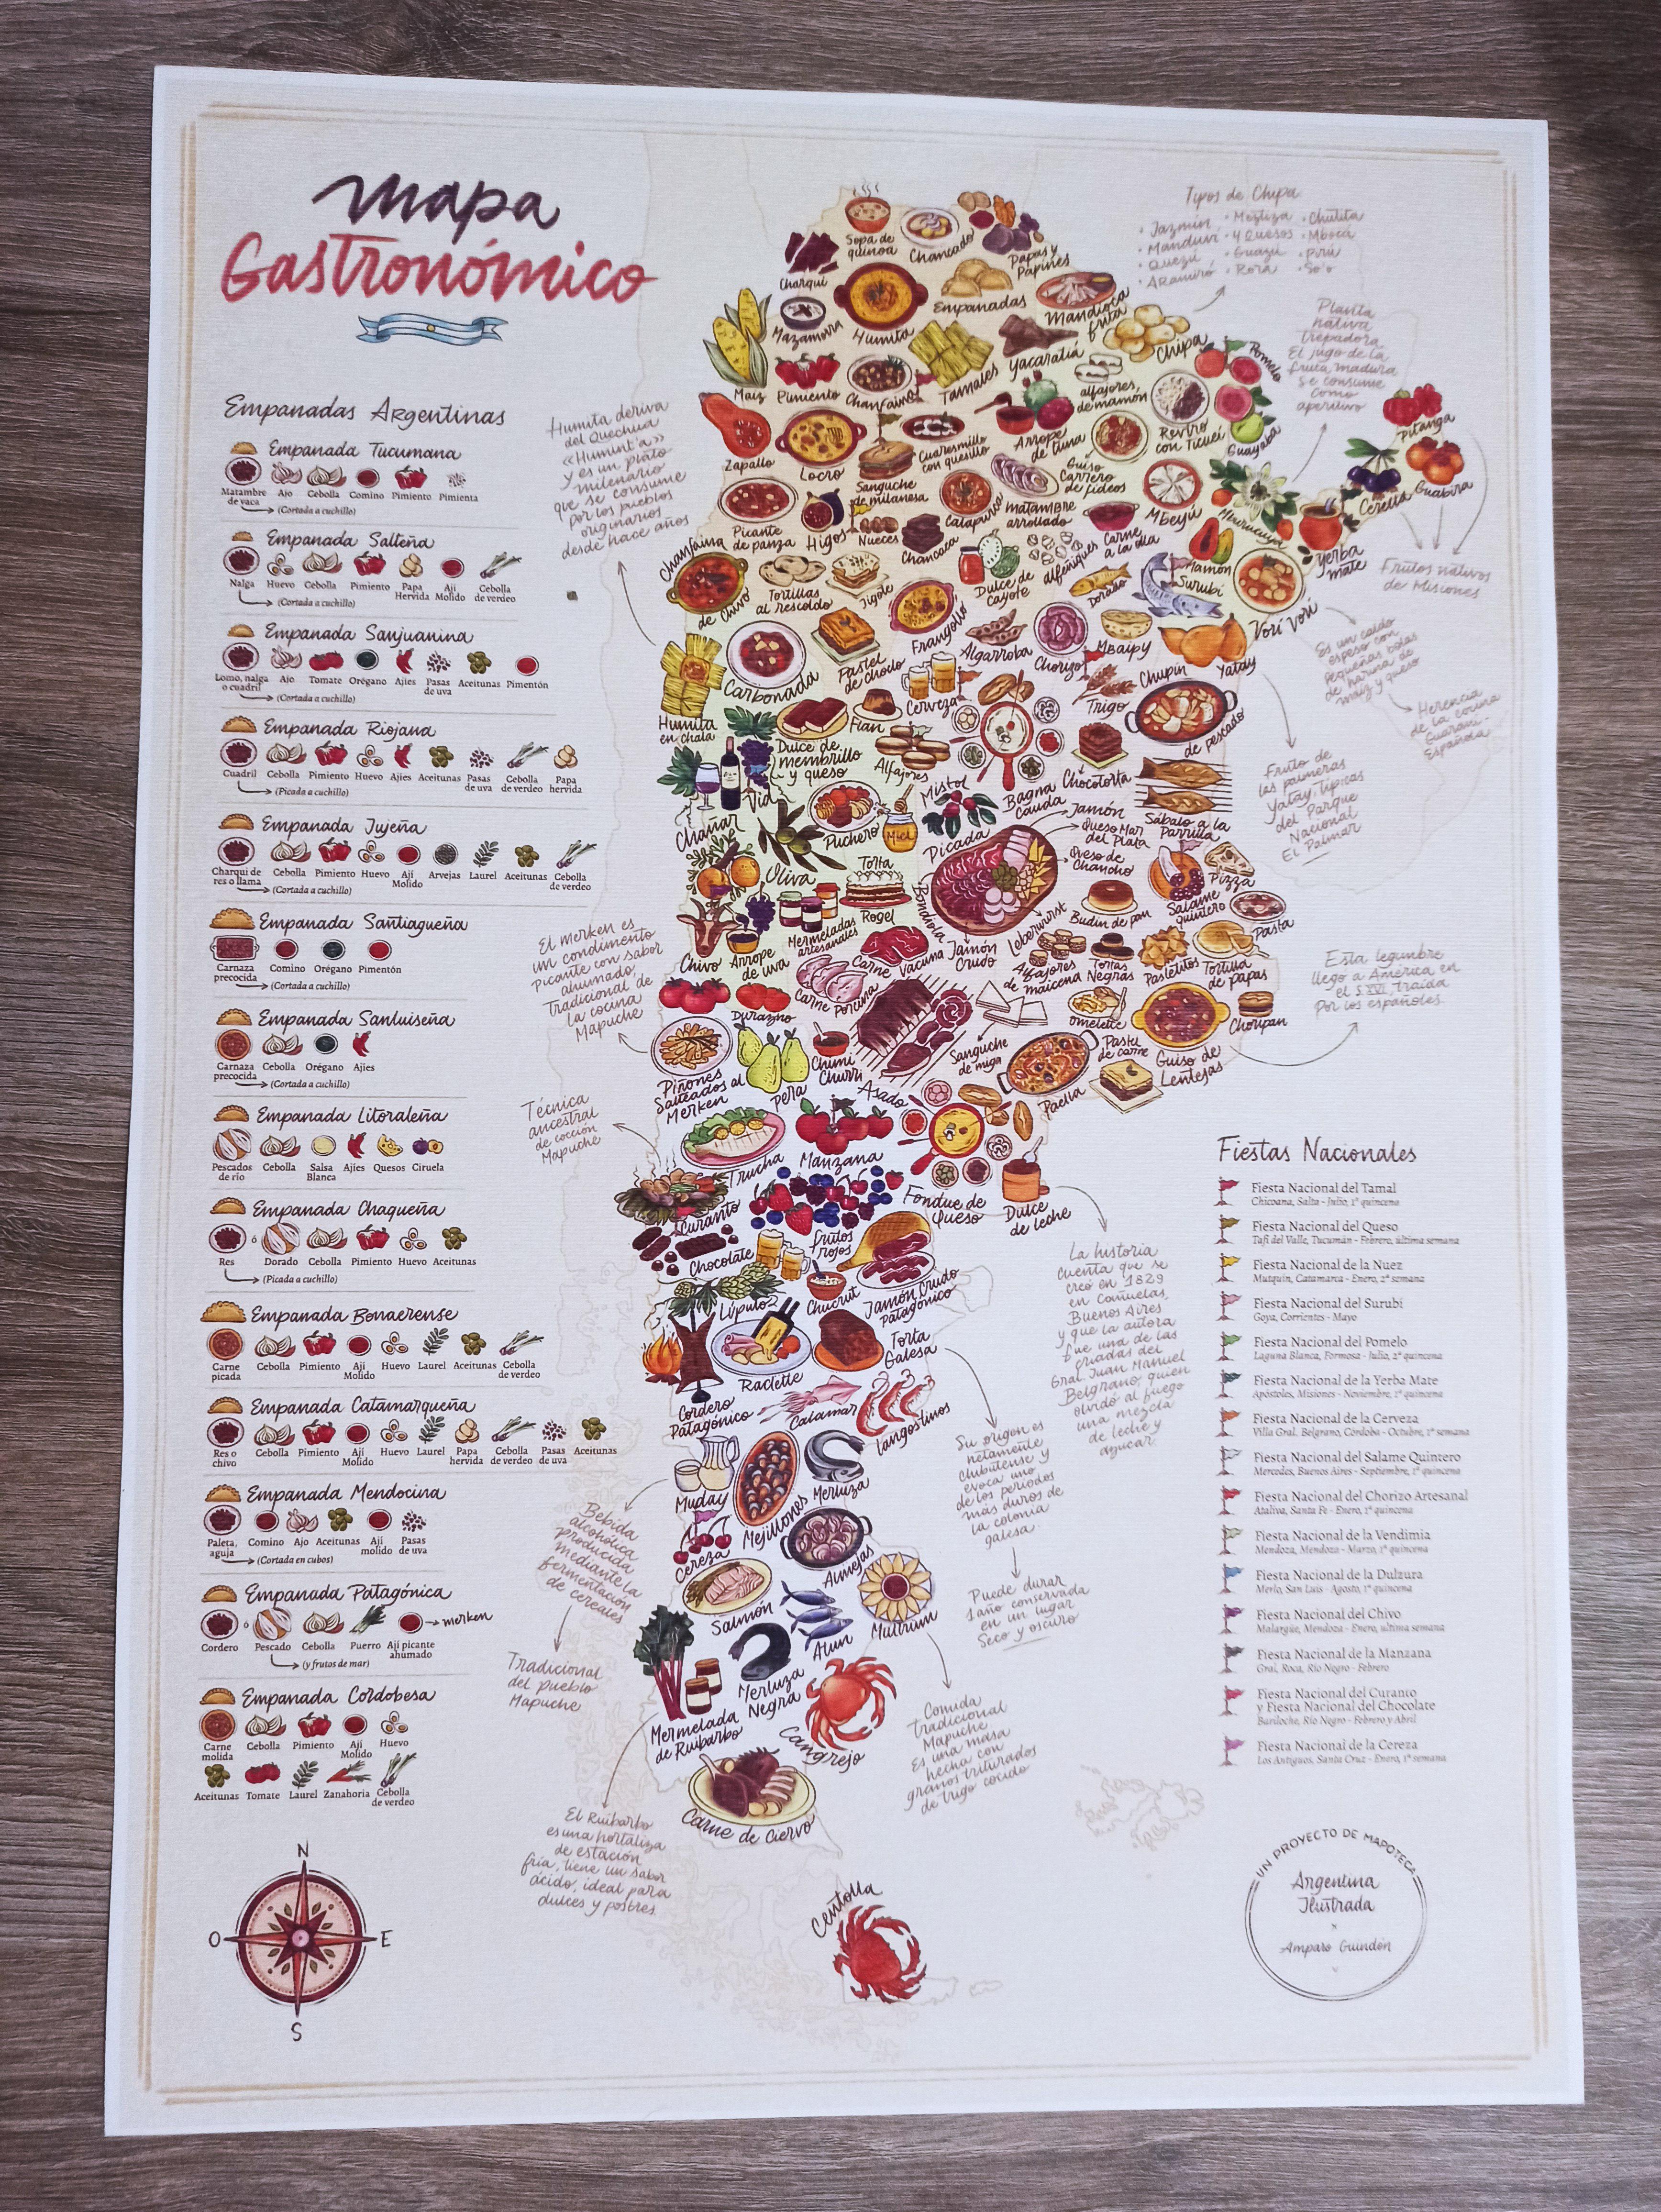 Mapa
Gastronómico
Empanadas Argentinas
Empanada Tucumana
Matambre de vaca
Ajo
Cebolla
Comino
Pimiento
Pimienta
(Cortada a cuchillo)
Empanada Salteña
Nalga
Huevo
Cebolla
Pimiento
Papa Hervida
Ají Molido
Cebolla de verdeo
(Cortada a cuchillo)
Empanada Sanjuanina
Lomo, nalga o cuadril
Ajo
Tomate
Orégano
Ajíes
Pasas de uva
Aceitunas
Pimentón
(Cortada a cuchillo)
Empanada Riojana
Cuadril
Cebolla
Pimiento
Huevo
Ajíes
Aceitunas
Pasas de uva
Cebolla de verdeo
Papa hervida
(Picada a cuchillo)
Empanada Jujeña
Charqui de res o llama
Cebolla
Pimiento
Huevo
Ají Molido
Arvejas
Laurel
Aceitunas
Cebolla de verdeo
(Cortada a cuchillo)
Empanada Santiagueña
Carnaza precocida
Comino
Orégano
Pimentón
(Cortada a cuchillo)
Empanada Sanluiseña
Carnaza precocida
Cebolla
Orégano
Ajíes
(Cortada a cuchillo)
Empanada Litoraleña
Pescados de río
Cebolla
Salsa Blanca
Ajíes
Quesos
Ciruela
Empanada Chaqueña
Res
ó
Dorado
Cebolla
Pimiento
Huevo
Aceitunas
(Picada a cuchillo)
Empanada Bonaerense
Carne picada
Cebolla
Pimiento
Ají Molido
Huevo
Laurel
Aceitunas
Cebolla de verdeo
Empanada Catamarqueña
Res o chivo
Cebolla
Pimiento
Ají Molido
Huevo
Laurel
Papa hervida
Cebolla de verdeo
Pasas de uva
Aceitunas
Empanada Mendocina
Paleta, aguja
Comino
Ajo
Aceitunas
Ají molido
Pasas de uva
(Cortada en cubos)
Empanada Patagónica
Cordero
ó
Pescado
Cebolla
Puerro
Ají picante ahumado
merken
(y frutos de mar)
Empanada Cordobesa
Carne molida
Cebolla
Pimiento
Ají Molido
Huevo
Aceitunas
Tomate
Laurel
Zanahoria
Cebolla de verdeo
N
O
E
S
Humita deriva
del Quechua
«Humint'a»
y es un plato
milenario
que se consume
por los pueblos
originarios
desde hace años
El merken es
un condimento
picante con sabor
ahumado,
Tradicional de
la cocina
Mapuche
Técnica
ancestral
de cocción
Mapuche
Bebida
alcohólica
producida
mediante la
fermentación
de cereales
Tradicional
del pueblo
Mapuche
El Ruibarbo
es una hortaliza
de estación
fría, tiene un sabor
ácido, ideal para
dulces y postres
Sopa de quinoa
Chancado
Papas y Papines
Charqui
Mazamorra
Humita
Empanadas
Mandioca frita
Maíz
Pimiento
Chanfaina
Tamales
Yacaratia
Chipa
Pomelo
alfajores de mamón
Zapallo
Locro
Sanguche de milanesa
Cuaresmillo con quesillo
Arrope de tuna
Guiso Carrero de fideos
Reviro con Ticueí
Guayaba
Pitanga
Cerella
Guabira
Picante de panza
Higos
Nueces
Chancaca
Calapurca
matambre arrollado
Carne a la olla
Mbeyú
Mburucuya
yerba mate
Chanfaina de Chivo
Tortillas al rescoldo
Jigote
Dulce de Cayote
alfeñiques
Dorado
Surubí
Mamón
Vorí vorí
Frangollo
Algarroba
Chorizo
Mbaipy
Yatay
Humita en chala
Carbonada
Pastel de choclo
Flan
Cerveza
Trigo
Chupín de pescado
Dulce de membrillo y queso
Alfajores
Vid
Mistol
Bagna Cauda
Chocotorta
Sábalo a la Parrilla
Chañar
Puchero
Miel
Picada
Jamón
Queso Mar del Plata
Queso de Chancho
Oliva
Torta Rogel
Bondiola
Leberwurst
Budín de pan
Salame quintero
Pizza
Pasta
Chivo
Arrope de uva
Mermeladas artesanales
Carne Vacuna
Jamón Crudo
Alfajores de maicena
Tortas Negras
Pastelitos
Tortilla de papas
Durazno
Carne Porcina
omelette
Choripan
Piñones Salteados al Merken
Pera
Chimi Churri
Asado
Sanguche de miga
Paella
Pastel de carne
Guiso de Lentejas
Trucha
Manzana
Fondue de Queso
Dulce de leche
Curanto
Chocolate
frutos rojos
Lúpulo
Chucrut
Jamón Crudo Patagónico
Cordero Patagónico
Raclette
Torta Galesa
Calamar
Langostinos
Muday
Mejillones
Merluza
Cereza
Almejas
Salmón
Atún
Multrum
Mermelada de Ruibarbo
Merluza Negra
Cangrejo
Carne de Ciervo
Centolla
Tipos de Chipa
• Jazmín
• Manduví
• Mestiza
• 4 Quesos
• Guazú
• Rora
• Chutita
• Mbocá
• Pirú
• So'o
Planta
nativa
trepadora
El jugo de la
fruta madura
se consume
como
aperitivo
Frutos nativos
de Misiones
Es un caldo
espeso con
pequeñas bolas
de harina de
maíz y queso
Herencia
de la cocina
Guaraní-
Española
Fruto de
las palmeras
Yatay, típicas
del Parque
Nacional
El Palmar
Esta legumbre
llegó a América en
el S. XVI traída
por los españoles
La historia
cuenta que se
creó en 1829
en Cañuelas,
Buenos Aires
y que la autora
fue una de las
criadas del
Gral. Juan Manuel
Belgrano, quien
olvidó al fuego
una mezcla
de leche y
azúcar
Su origen es
netamente
chubutense y
evoca uno
de los períodos
más duros de
la colonia
galesa
Puede durar
1 año conservada
en un lugar
seco y oscuro
Comida
Tradicional
Mapuche
Es una masa
hecha con
granos triturados
de trigo cocido
Fiestas Nacionales
Fiesta Nacional del Tamal
Chicoana, Salta - Julio, 1º quincena
Fiesta Nacional del Queso
Tafí del Valle, Tucumán - Febrero, última semana
Fiesta Nacional de la Nuez
Mutquín, Catamarca - Enero, 2ª semana
Fiesta Nacional del Surubí
Goya, Corrientes - Mayo
Fiesta Nacional del Pomelo
Laguna Blanca, Formosa - Julio, 2º quincena
Fiesta Nacional de la Yerba Mate
Apóstoles, Misiones - Noviembre, 1º quincena
Fiesta Nacional de la Cerveza
Villa Gral. Belgrano, Córdoba - Octubre, 1º semana
Fiesta Nacional del Salame Quintero
Mercedes, Buenos Aires - Septiembre, 1º quincena
Fiesta Nacional del Chorizo Artesanal
Ataliva, Santa Fe - Enero, 1º quincena
Fiesta Nacional de la Vendimia
Mendoza, Mendoza - Marzo, 1º quincena
Fiesta Nacional de la Dulzura
Merlo, San Luis - Agosto, 1º quincena
Fiesta Nacional del Chivo
Malargüe, Mendoza - Enero, ultima semana
Fiesta Nacional de la Manzana
Gral, Roca, Río Negro - Febrero
Fiesta Nacional del Curanto
y Fiesta Nacional del Chocolate
Bariloche, Río Negro - Febrero y Abril
Fiesta Nacional de la Cereza
Los Antiguos, Santa Cruz - Enero, 1ª semana
UN PROYECTO DE MAPOTECA
Argentina
Ilustrada
x
Amparo Guindon